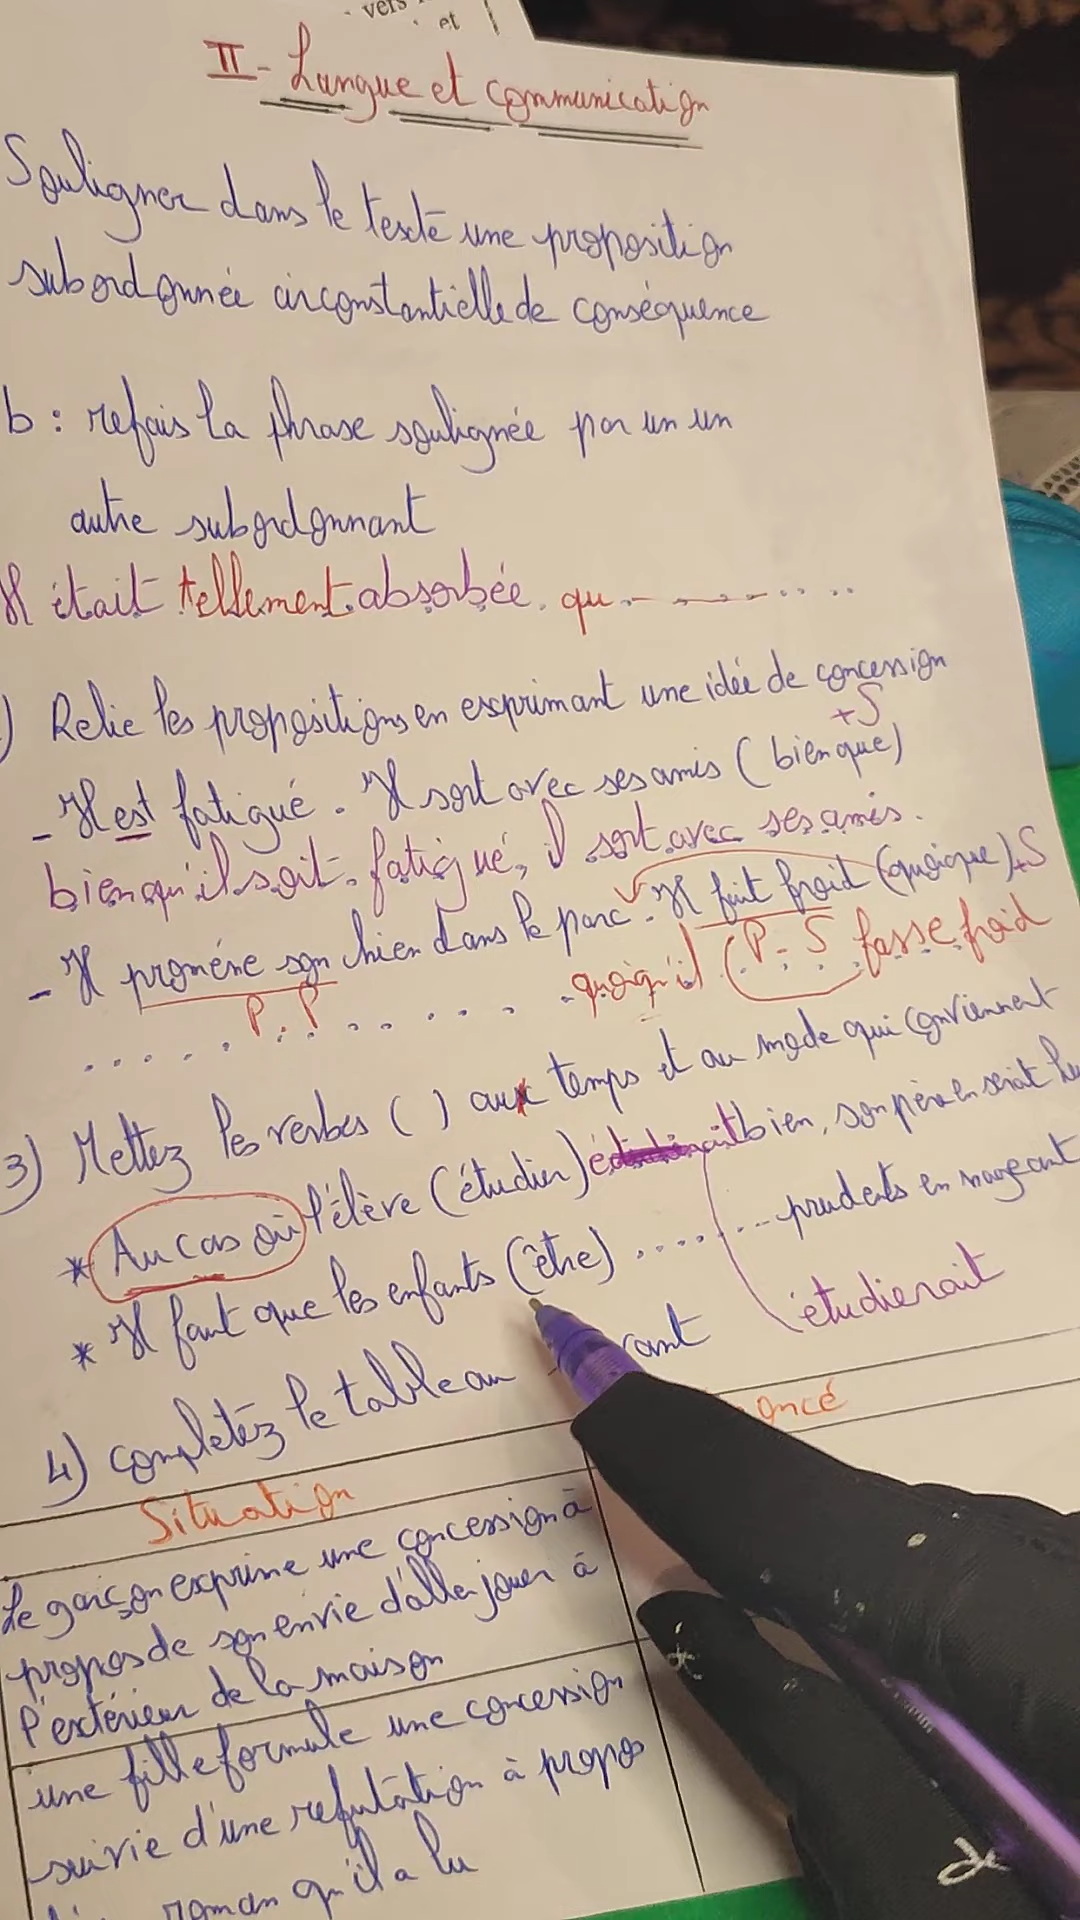 vers
et
II - Langue et communication
Souligner dans le texte une proposition
subordonnée circonstantielle de conséquence
b : refais la phrase soulignée par un un
autre subordonnant
Il était tellement absorbée qu
) Relie les propositions en exprimant une idée de concession
+S
- Il est fatigué. Il sort avec ses amis (bien que)
bien qu'il soit fatigué, il sort avec ses amis.
- Il promène son chien dans le parc. Il fait froid (quoique) +S
P.P ........ quoiqu'il (P.S fasse froid
3) Mettez les verbes ( ) aux temps et au mode qui conviennent
* Au cas où l'élève (étudier) bien, son père en serait
* Il faut que les enfants (être) ........ prudents en nageant
étudierait
4) complétez le tableau
Situation
Le garçon exprime une concession à
propos de son envie d'aller jouer à
l'extérieur de la maison
une fille formule une concession
suivie d'une refutation à propos
roman qu'il a lu